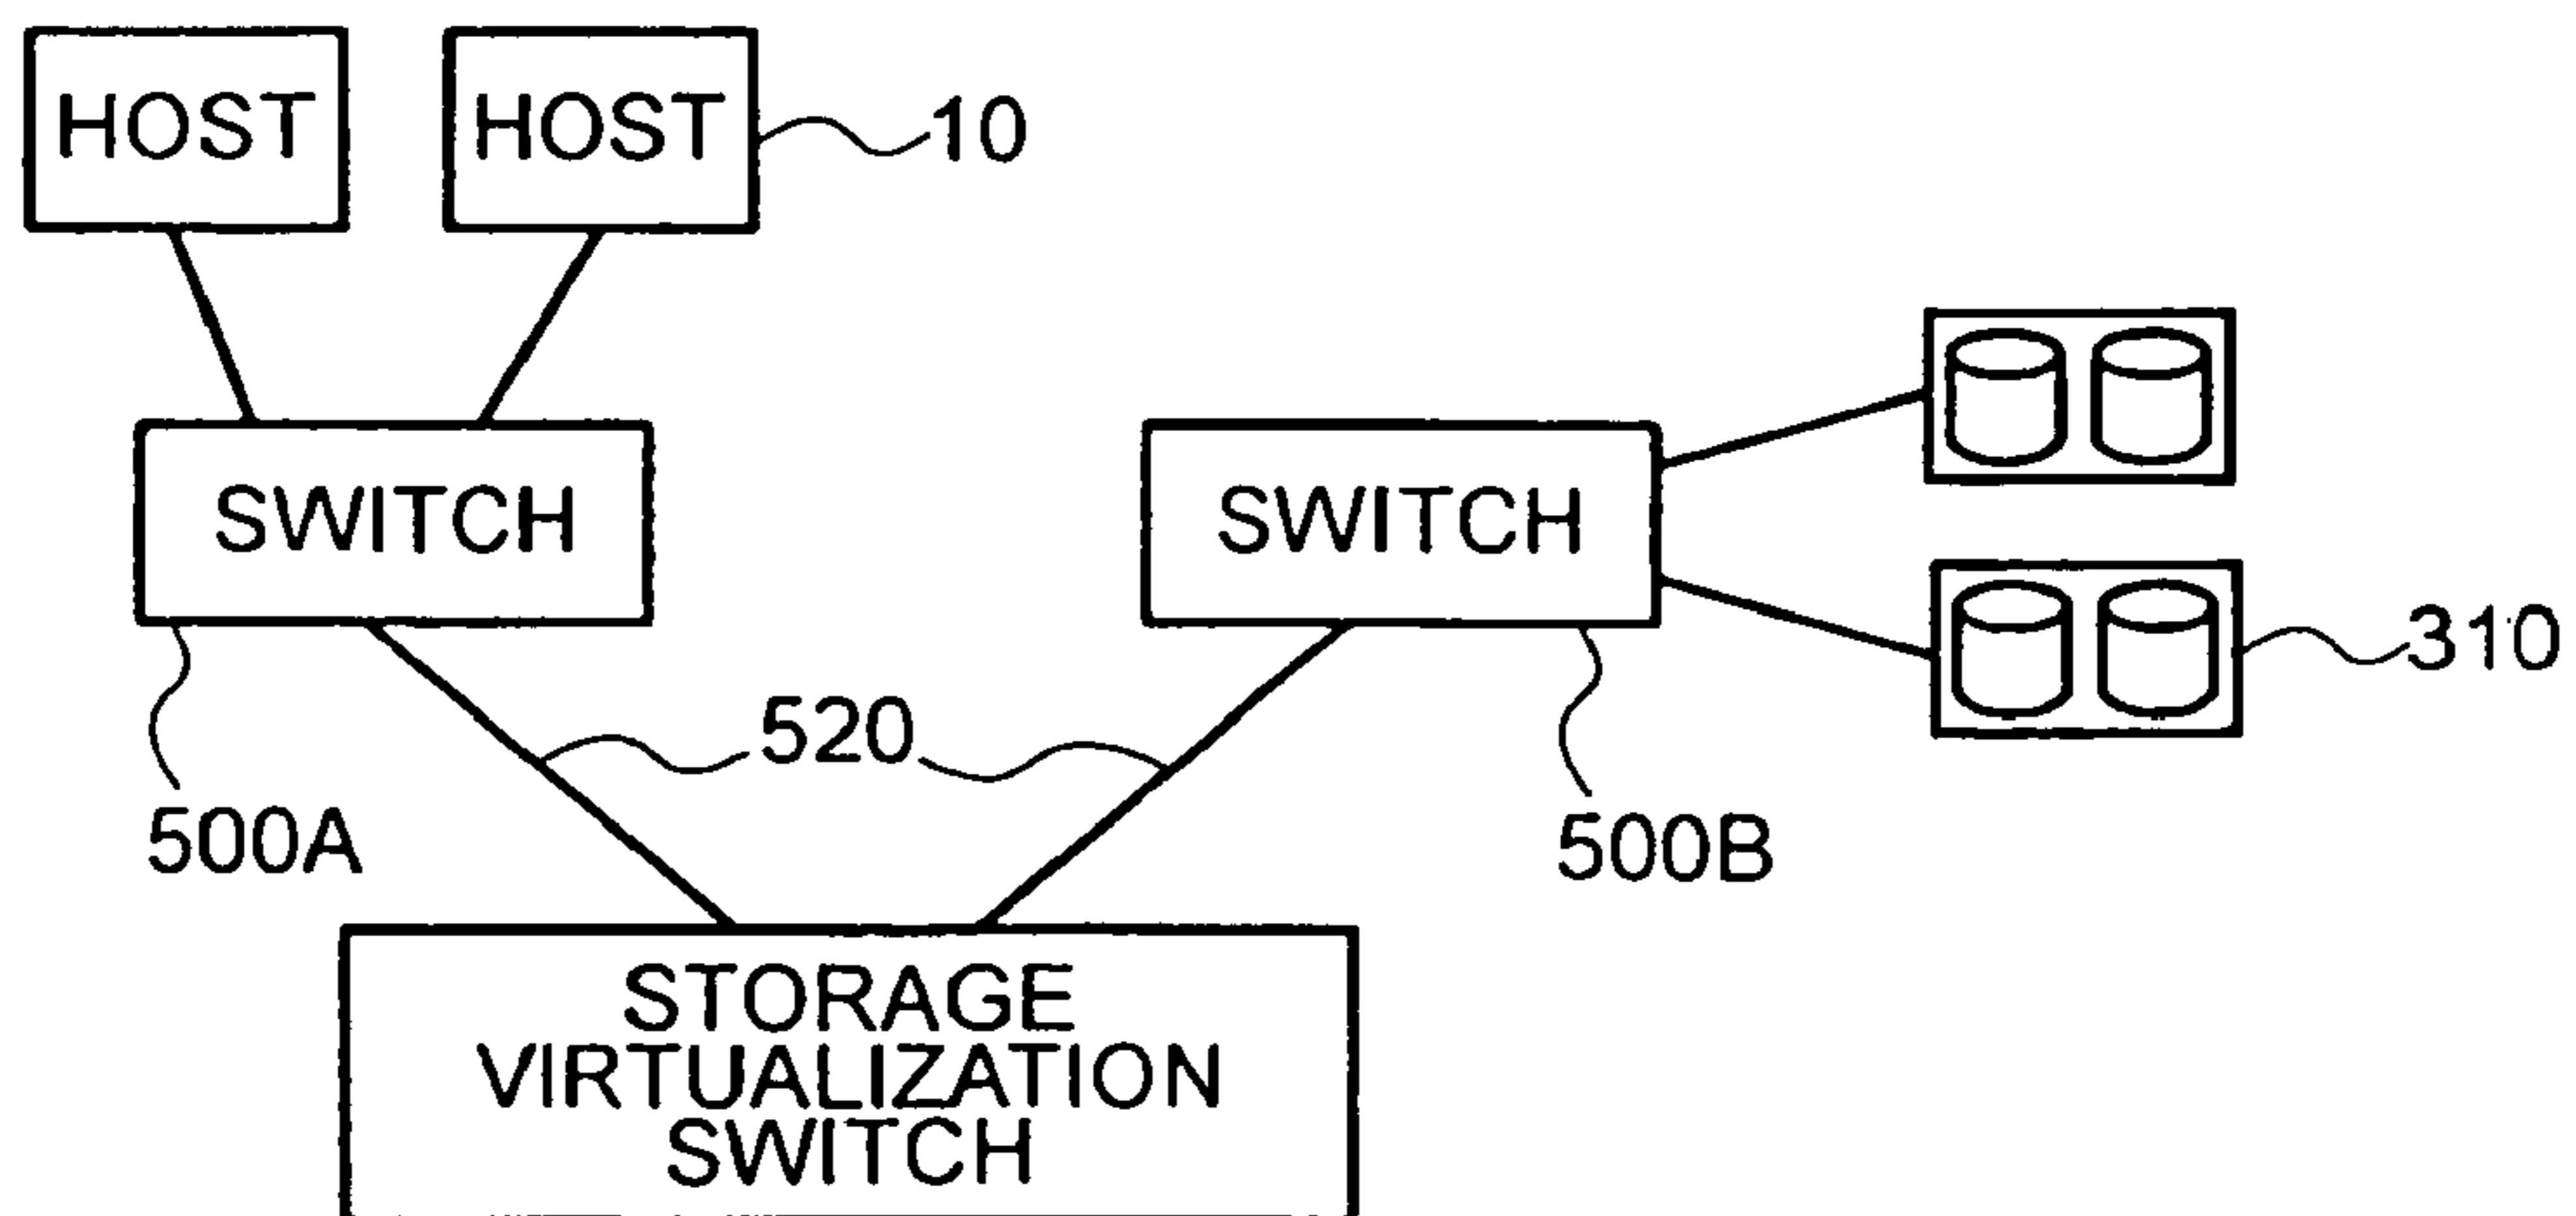 HOST
HOST
10
SWITCH
SWITCH
310
520
500A
500B
STORAGE
VIRTUALIZATION
SWITCH